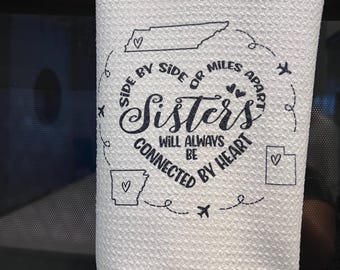 SIDE BY SIDE OR MILES APART
Sisters
WILL ALWAYS
BE
CONNECTED BY HEART